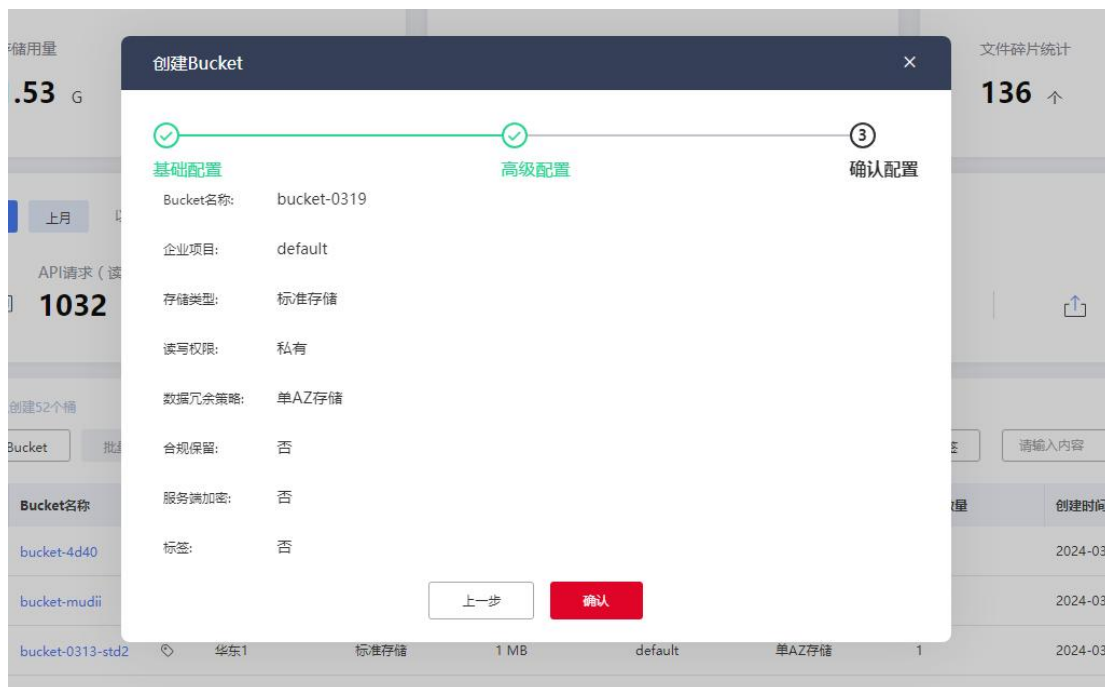 储用量
.53 G
文件碎片统计
136 个
创建Bucket
3
基础配置 高级配置 确认配置
Bucket名称: bucket-0319
企业项目: default
存储类型: 标准存储
读写权限: 私有
数据冗余策略: 单AZ存储
合规保留: 否
服务端加密: 否
标签: 否
上一步 确认
上月
API请求 ( 读
1032
创建52个桶
Bucket
请输入内容
Bucket名称 创建时间
bucket-4d40 2024-03
bucket-mudii 2024-03
bucket-0313-std2 华东1 标准存储 1 MB default 单AZ存储 1 2024-03